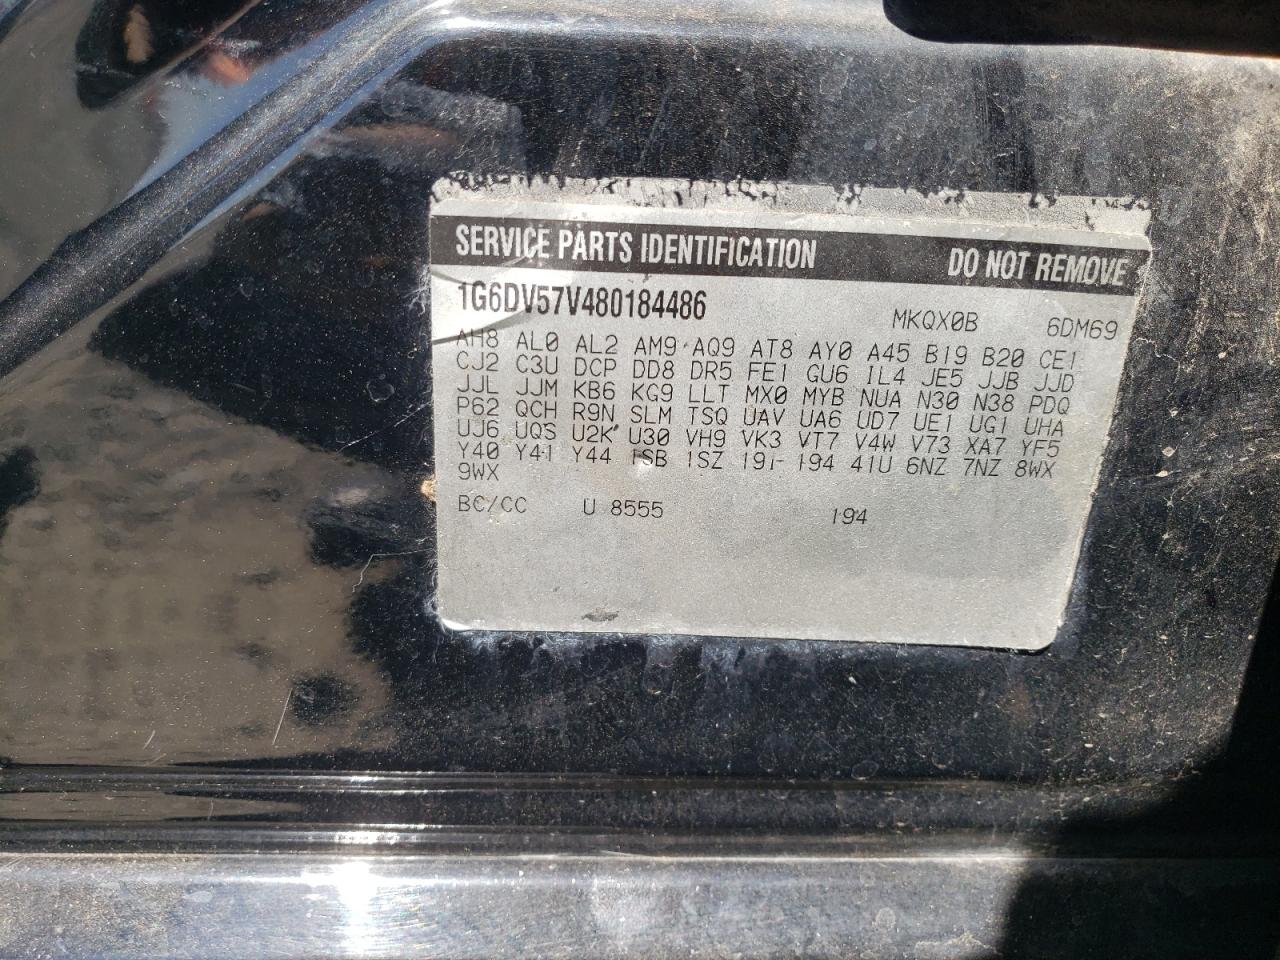 SERVICE PARTS IDENTIFICATION DO NOT REMOVE
1G6DV57V480184486 MKQX0B 6DM69
AH8 AL0 AL2 AM9 AQ9 AT8 AY0 A45 B19 B20 CE1
CJ2 C3U DCP DD8 DR5 FE1 GU6 IL4 JE5 JJB JJD
JJL JJM KB6 KG9 LLT MX0 MYB NUA N30 N38 PDQ
P62 QCH R9N SLM TSQ UAV UA6 UD7 UE1 UG1 UHA
UJ6 UQS U2K U30 VH9 VK3 VT7 V4W V73 XA7 YF5
Y40 Y41 Y44 1SB 1SZ 19I 194 41U 6NZ 7NZ 8WX
9WX
BC/CC U 8555 194